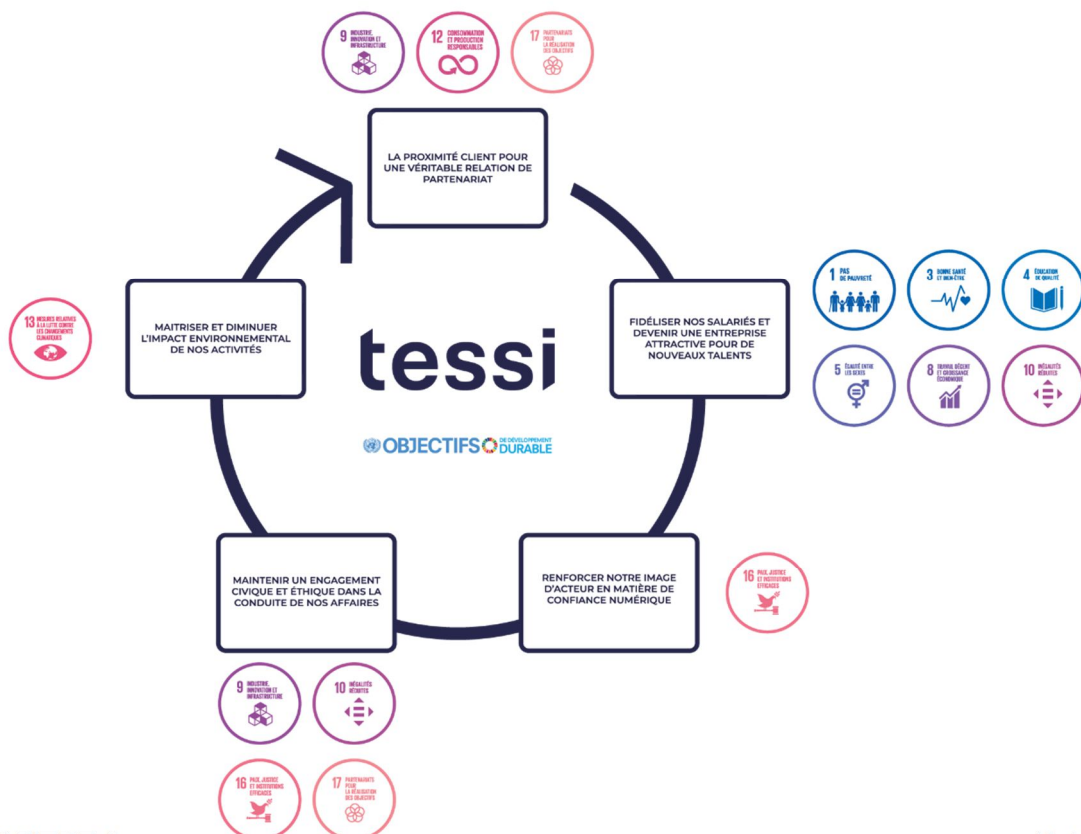 9 INDUSTRIE,
INNOVATION ET
INFRASTRUCTURE
12 CONSOMMATION
ET PRODUCTION
RESPONSABLES
17 PARTENARIATS
POUR
LA RÉALISATION
DES OBJECTIFS
LA PROXIMITÉ CLIENT POUR
UNE VÉRITABLE RELATION DE
PARTENARIAT
1 PAS
DE PAUVRETÉ
3 BONNE SANTÉ
ET BIEN-ÊTRE
4 ÉDUCATION
DE QUALITÉ
13 MESURES RELATIVES
À LA LUTTE CONTRE
LES CHANGEMENTS
CLIMATIQUES
MAITRISER ET DIMINUER
L'IMPACT ENVIRONNEMENTAL
DE NOS ACTIVITÉS
FIDÉLISER NOS SALARIÉS ET
DEVENIR UNE ENTREPRISE
ATTRACTIVE POUR DE
NOUVEAUX TALENTS
tessi
5 ÉGALITÉ ENTRE
LES SEXES
8 TRAVAIL DÉCENT
ET CROISSANCE
ÉCONOMIQUE
10 INÉGALITÉS
RÉDUITES
OBJECTIFS DE DÉVELOPPEMENT
DURABLE
MAINTENIR UN ENGAGEMENT
CIVIQUE ET ÉTHIQUE DANS LA
CONDUITE DE NOS AFFAIRES
RENFORCER NOTRE IMAGE
D'ACTEUR EN MATIÈRE DE
CONFIANCE NUMÉRIQUE
16 PAIX, JUSTICE
ET INSTITUTIONS
EFFICACES
9 INDUSTRIE,
INNOVATION ET
INFRASTRUCTURE
10 INÉGALITÉS
RÉDUITES
16 PAIX, JUSTICE
ET INSTITUTIONS
EFFICACES
17 PARTENARIATS
POUR
LA RÉALISATION
DES OBJECTIFS